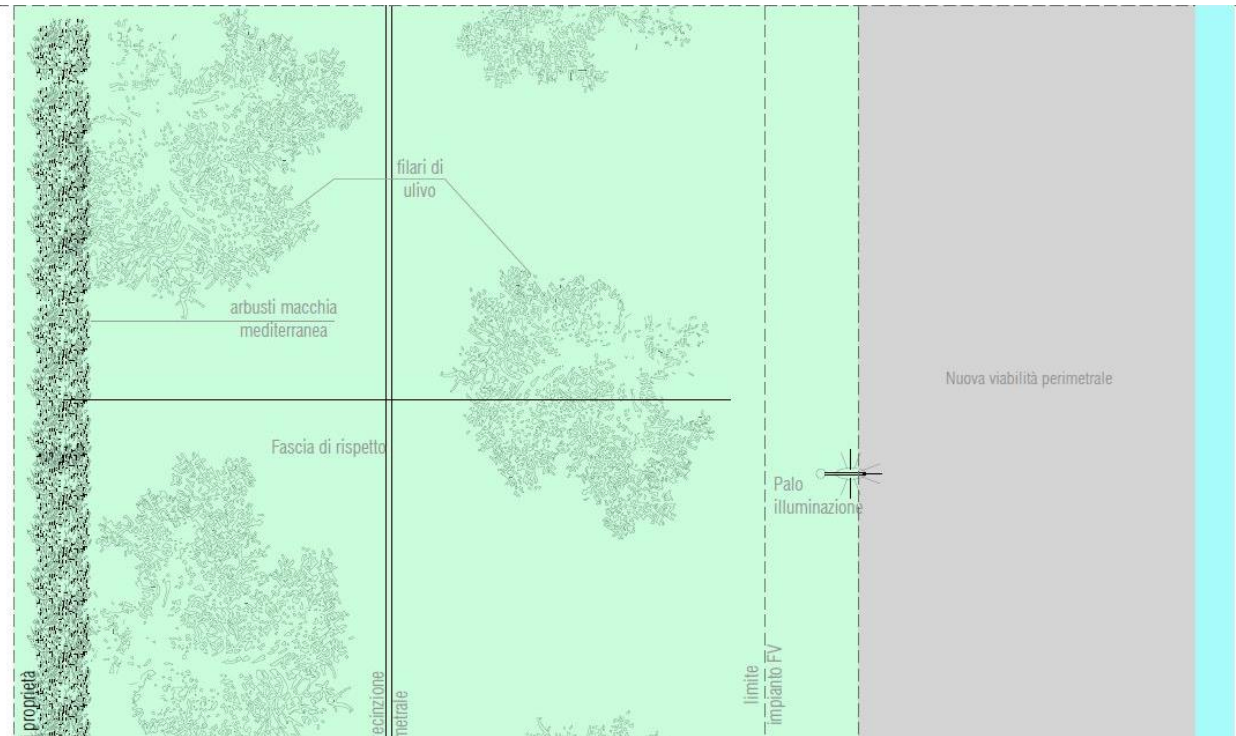 filari di
ulivo
arbusti macchia
mediterranea
Nuova viabilità perimetrale
Fascia di rispetto
Palo
illuminazione
proprietà
ecinzione
metrale
limite
impianto FV